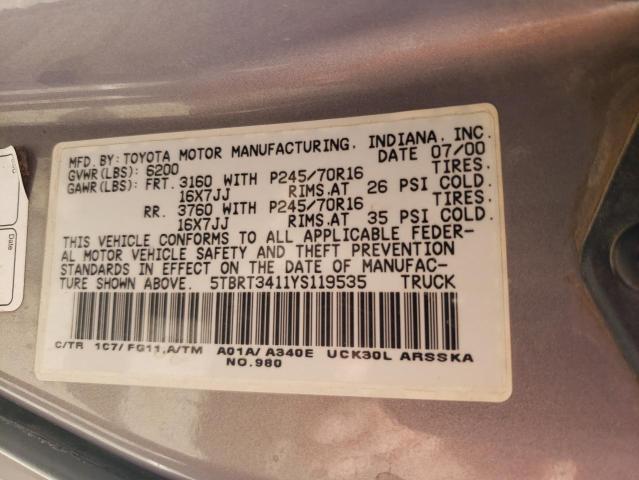 MFD. BY: TOYOTA MOTOR MANUFACTURING, INDIANA, INC.
GVWR(LBS): 6200 DATE 07/00
GAWR(LBS): FRT. 3160 WITH P245/70R16 TIRES.
16X7JJ RIMS.AT 26 PSI COLD.
RR. 3760 WITH P245/70R16 TIRES.
16X7JJ RIMS.AT 35 PSI COLD.
THIS VEHICLE CONFORMS TO ALL APPLICABLE FEDER-
AL MOTOR VEHICLE SAFETY AND THEFT PREVENTION
STANDARDS IN EFFECT ON THE DATE OF MANUFAC-
TURE SHOWN ABOVE. 5TBRT3411YS119535 TRUCK
C/TR 1C7/FG11,A/TM A01A/A340E UCK30L ARSSKA
NO.980
Date